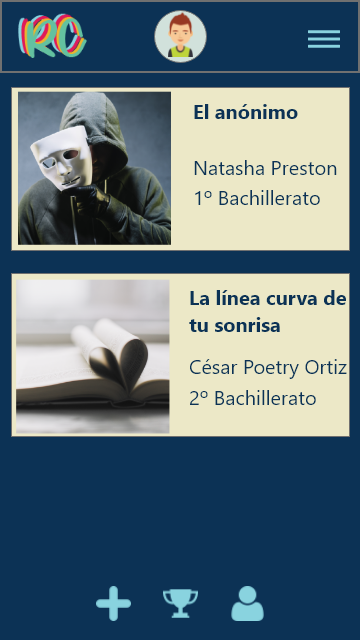 RC
El anónimo
Natasha Preston
1º Bachillerato
La línea curva de
tu sonrisa
César Poetry Ortiz
2º Bachillerato